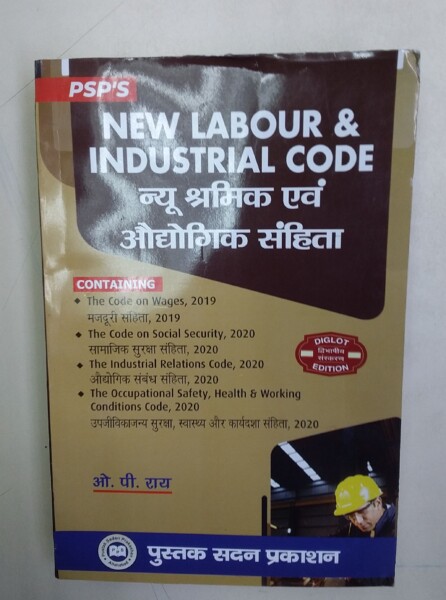 PSP'S
NEW LABOUR &
INDUSTRIAL CODE
न्यू श्रमिक एवं
औद्योगिक संहिता
CONTAINING
The Code on Wages, 2019
मजदूरी संहिता, 2019
The Code on Social Security, 2020
सामाजिक सुरक्षा संहिता, 2020
The Industrial Relations Code, 2020
औद्योगिक संबंध संहिता, 2020
The Occupational Safety, Health & Working
Conditions Code, 2020
उपजीविकाजन्य सुरक्षा, स्वास्थ्य और कार्यदशा संहिता, 2020
DIGLOT
द्विभाषीय
संस्करण
EDITION
ओ. पी. राय
पुस्तक सदन प्रकाशन